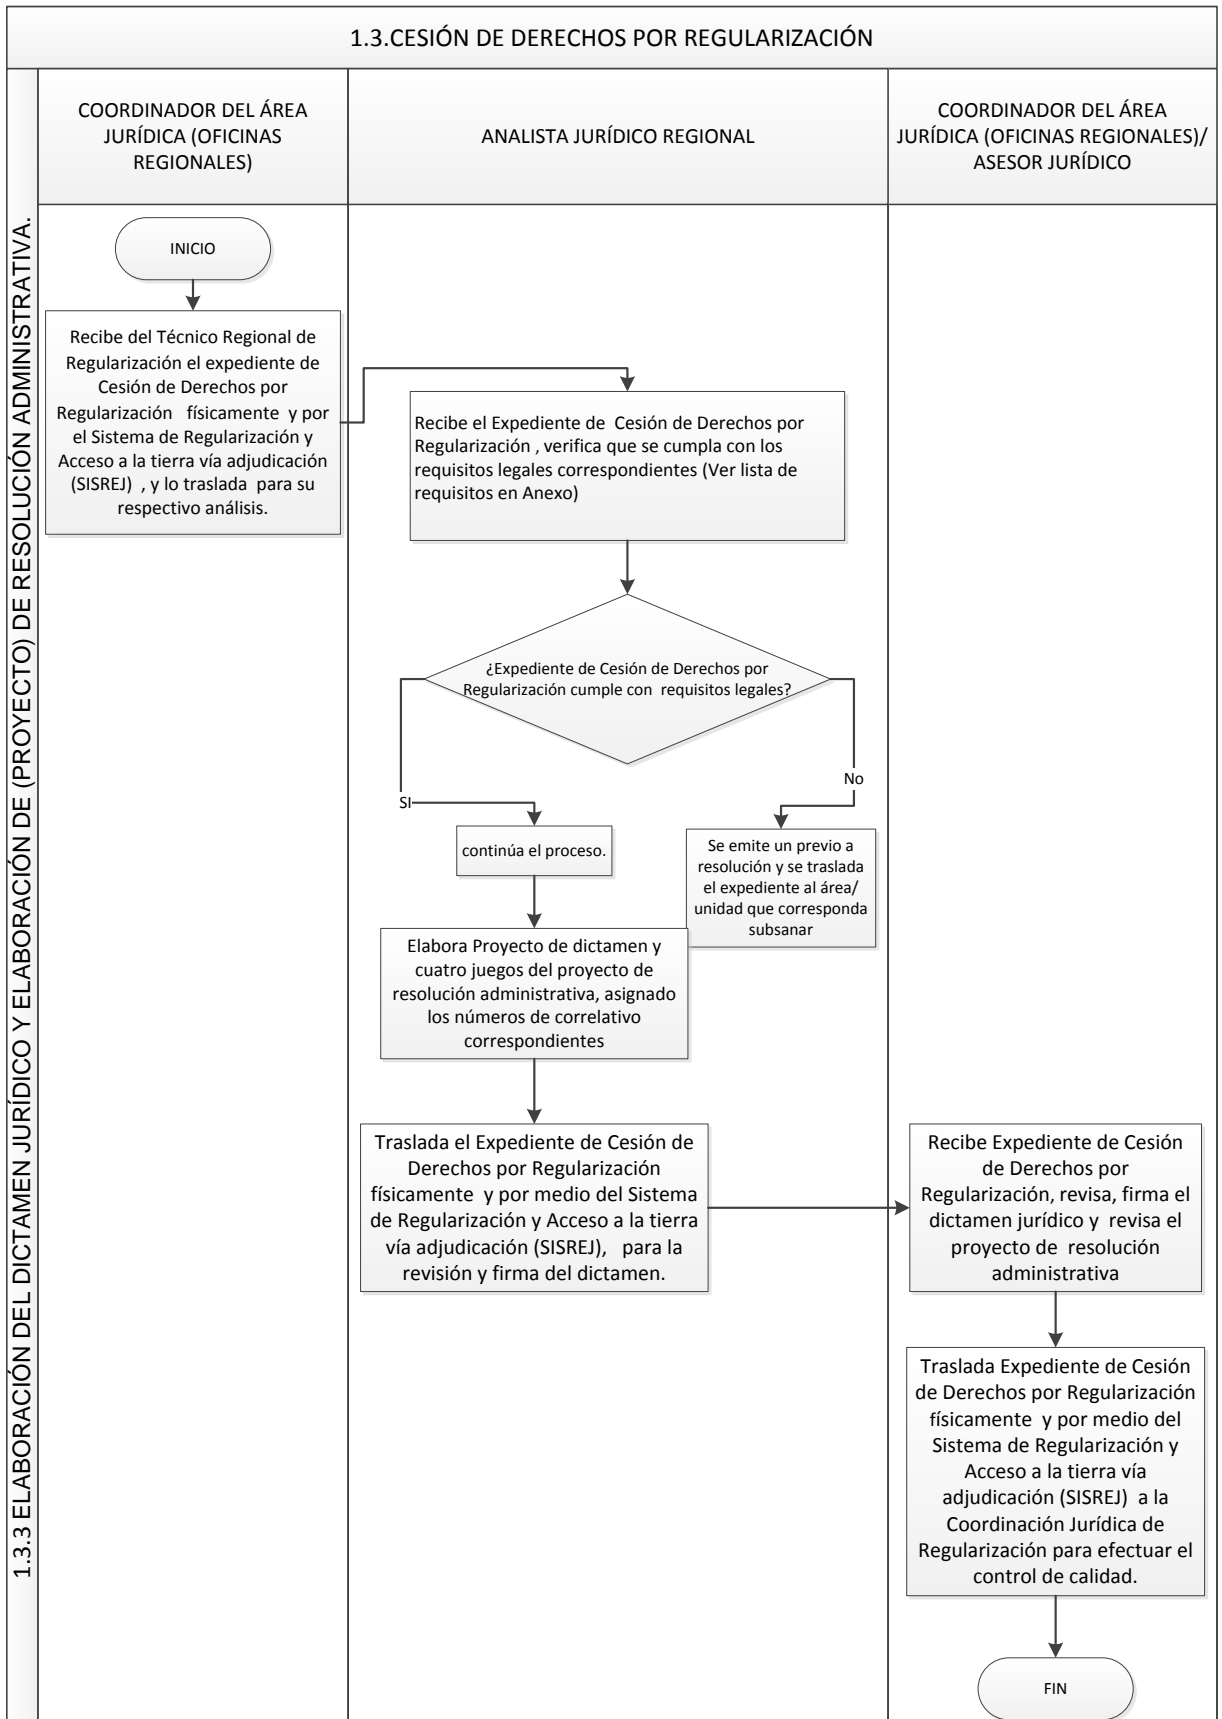 1.3.CESIÓN DE DERECHOS POR REGULARIZACIÓN
1.3.3 ELABORACIÓN DEL DICTAMEN JURÍDICO Y ELABORACIÓN DE (PROYECTO) DE RESOLUCIÓN ADMINISTRATIVA.
COORDINADOR DEL ÁREA
JURÍDICA (OFICINAS
REGIONALES)
ANALISTA JURÍDICO REGIONAL
COORDINADOR DEL ÁREA
JURÍDICA (OFICINAS REGIONALES)/
ASESOR JURÍDICO
INICIO
Recibe del Técnico Regional de
Regularización el expediente de
Cesión de Derechos por
Regularización físicamente y por
el Sistema de Regularización y
Acceso a la tierra vía adjudicación
(SISREJ) , y lo traslada para su
respectivo análisis.
Recibe el Expediente de Cesión de Derechos por
Regularización , verifica que se cumpla con los
requisitos legales correspondientes (Ver lista de
requisitos en Anexo)
¿Expediente de Cesión de Derechos por
Regularización cumple con requisitos legales?
SI
No
continúa el proceso.
Se emite un previo a
resolución y se traslada
el expediente al área/
unidad que corresponda
subsanar
Elabora Proyecto de dictamen y
cuatro juegos del proyecto de
resolución administrativa, asignado
los números de correlativo
correspondientes
Traslada el Expediente de Cesión de
Derechos por Regularización
físicamente y por medio del Sistema
de Regularización y Acceso a la tierra
vía adjudicación (SISREJ), para la
revisión y firma del dictamen.
Recibe Expediente de Cesión
de Derechos por
Regularización, revisa, firma el
dictamen jurídico y revisa el
proyecto de resolución
administrativa
Traslada Expediente de Cesión
de Derechos por Regularización
físicamente y por medio del
Sistema de Regularización y
Acceso a la tierra vía
adjudicación (SISREJ) a la
Coordinación Jurídica de
Regularización para efectuar el
control de calidad.
FIN